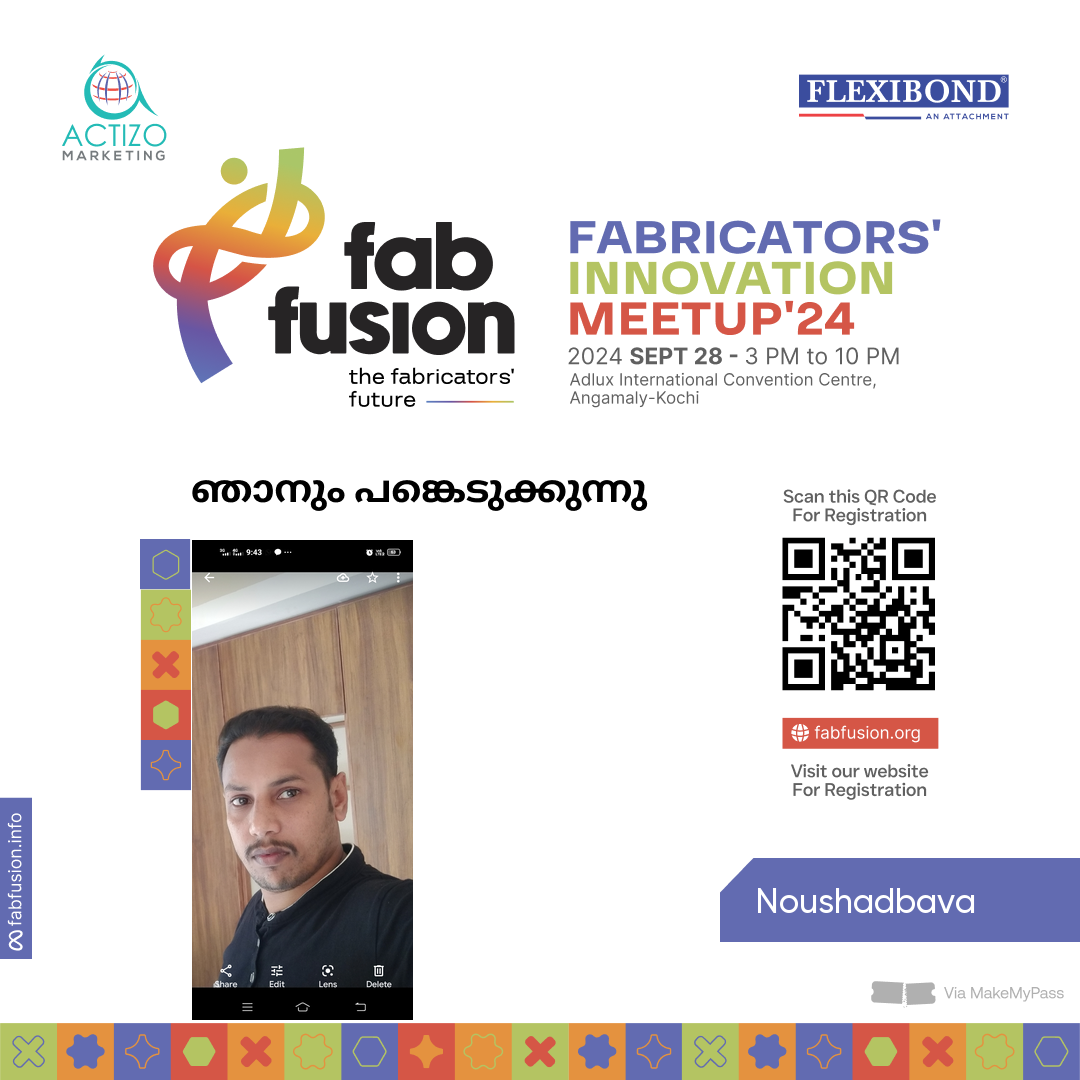 ACTIZO
MARKETING
FLEXIBOND®
AN ATTACHMENT
fab
fusion
the fabricators'
future
FABRICATORS'
INNOVATION
MEETUP'24
2024 SEPT 28 - 3 PM to 10 PM
Adlux International Convention Centre,
Angamaly-Kochi
ഞാനും പങ്കെടുക്കുന്നു
Scan this QR Code
For Registration
9:43
Share
Edit
Lens
Delete
fabfusion.org
Visit our website
For Registration
fabfusion.info
Noushadbava
Via MakeMyPass